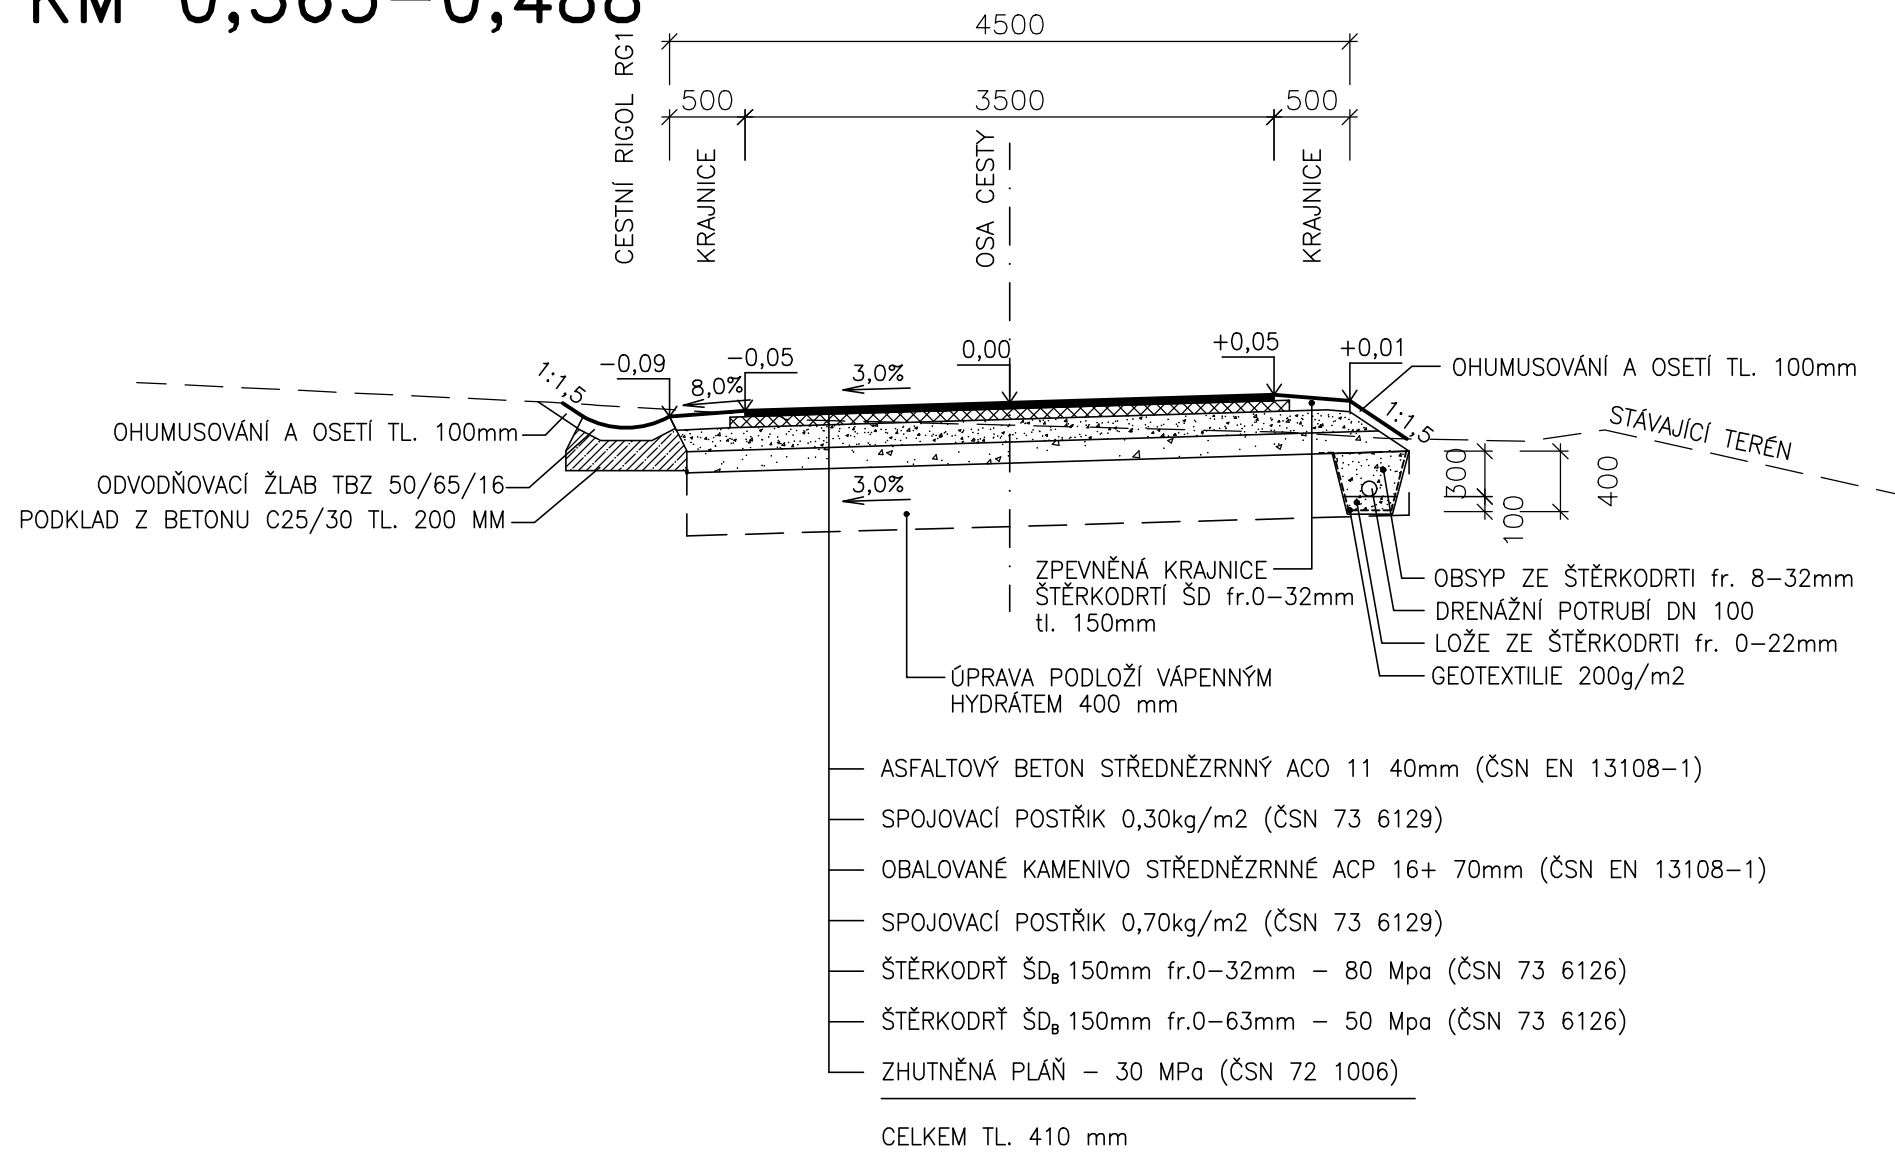 KM 0,365-0,488
4500
500
3500
500
CESTNÍ RIGOL RG1
KRAJNICE
OSA CESTY
KRAJNICE
1:1,5
-0,09
8,0%
-0,05
3,0%
0,00
+0,05
+0,01
1:1,5
OHUMUSOVÁNÍ A OSETÍ TL. 100mm
STÁVAJÍCÍ TERÉN
OHUMUSOVÁNÍ A OSETÍ TL. 100mm
ODVODŇOVACÍ ŽLAB TBZ 50/65/16
PODKLAD Z BETONU C25/30 TL. 200 MM
3,0%
300
100
400
ZPEVNĚNÁ KRAJNICE
ŠTĚRKODRTÍ ŠD fr.0-32mm
tl. 150mm
OBSYP ZE ŠTĚRKODRTI fr. 8-32mm
DRENÁŽNÍ POTRUBÍ DN 100
LOŽE ZE ŠTĚRKODRTI fr. 0-22mm
GEOTEXTILIE 200g/m2
ÚPRAVA PODLOŽÍ VÁPENNÝM
HYDRÁTEM 400 mm
ASFALTOVÝ BETON STŘEDNĚZRNNÝ ACO 11 40mm (ČSN EN 13108-1)
SPOJOVACÍ POSTŘIK 0,30kg/m2 (ČSN 73 6129)
OBALOVANÉ KAMENIVO STŘEDNĚZRNNÉ ACP 16+ 70mm (ČSN EN 13108-1)
SPOJOVACÍ POSTŘIK 0,70kg/m2 (ČSN 73 6129)
ŠTĚRKODRŤ ŠDB 150mm fr.0-32mm - 80 Mpa (ČSN 73 6126)
ŠTĚRKODRŤ ŠDB 150mm fr.0-63mm - 50 Mpa (ČSN 73 6126)
ZHUTNĚNÁ PLÁŇ - 30 MPa (ČSN 72 1006)
CELKEM TL. 410 mm